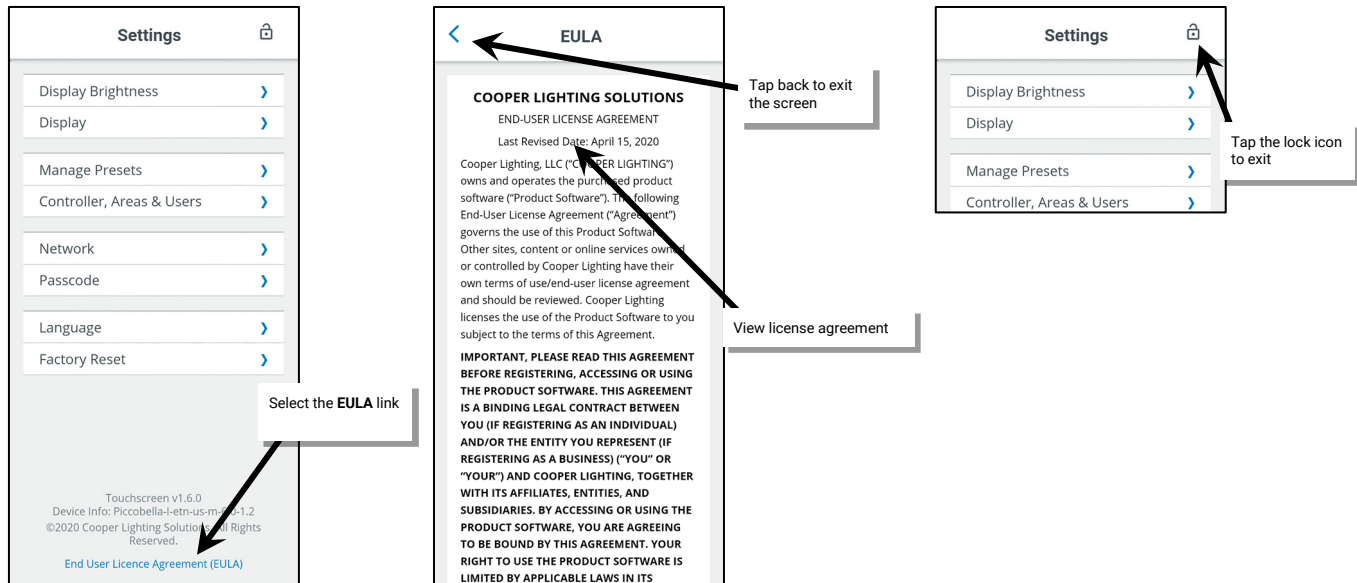 Settings
Display Brightness
Display
Manage Presets
Controller, Areas & Users
Network
Passcode
Language
Factory Reset
Select the EULA link
Touchscreen v1.6.0
Device Info: Piccobella-l-etn-us-m-0-1.2
©2020 Cooper Lighting Solutions. All Rights
Reserved.
End User Licence Agreement (EULA)
EULA
Tap back to exit
the screen
COOPER LIGHTING SOLUTIONS
END-USER LICENSE AGREEMENT
Last Revised Date: April 15, 2020
Cooper Lighting, LLC (“COOPER LIGHTING”)
owns and operates the purchased product
software (“Product Software”). The following
End-User License Agreement (“Agreement”)
governs the use of this Product Software.
Other sites, content or online services owned
or controlled by Cooper Lighting have their
own terms of use/end-user license agreement
and should be reviewed. Cooper Lighting
licenses the use of the Product Software to you
subject to the terms of this Agreement.
View license agreement
IMPORTANT, PLEASE READ THIS AGREEMENT
BEFORE REGISTERING, ACCESSING OR USING
THE PRODUCT SOFTWARE. THIS AGREEMENT
IS A BINDING LEGAL CONTRACT BETWEEN
YOU (IF REGISTERING AS AN INDIVIDUAL)
AND/OR THE ENTITY YOU REPRESENT (IF
REGISTERING AS A BUSINESS) (“YOU” OR
“YOUR”) AND COOPER LIGHTING, TOGETHER
WITH ITS AFFILIATES, ENTITIES, AND
SUBSIDIARIES. BY ACCESSING OR USING THE
PRODUCT SOFTWARE, YOU ARE AGREEING
TO BE BOUND BY THIS AGREEMENT. YOUR
RIGHT TO USE THE PRODUCT SOFTWARE IS
LIMITED BY APPLICABLE LAWS IN ITS
Settings
Display Brightness
Display
Manage Presets
Controller, Areas & Users
Tap the lock icon
to exit